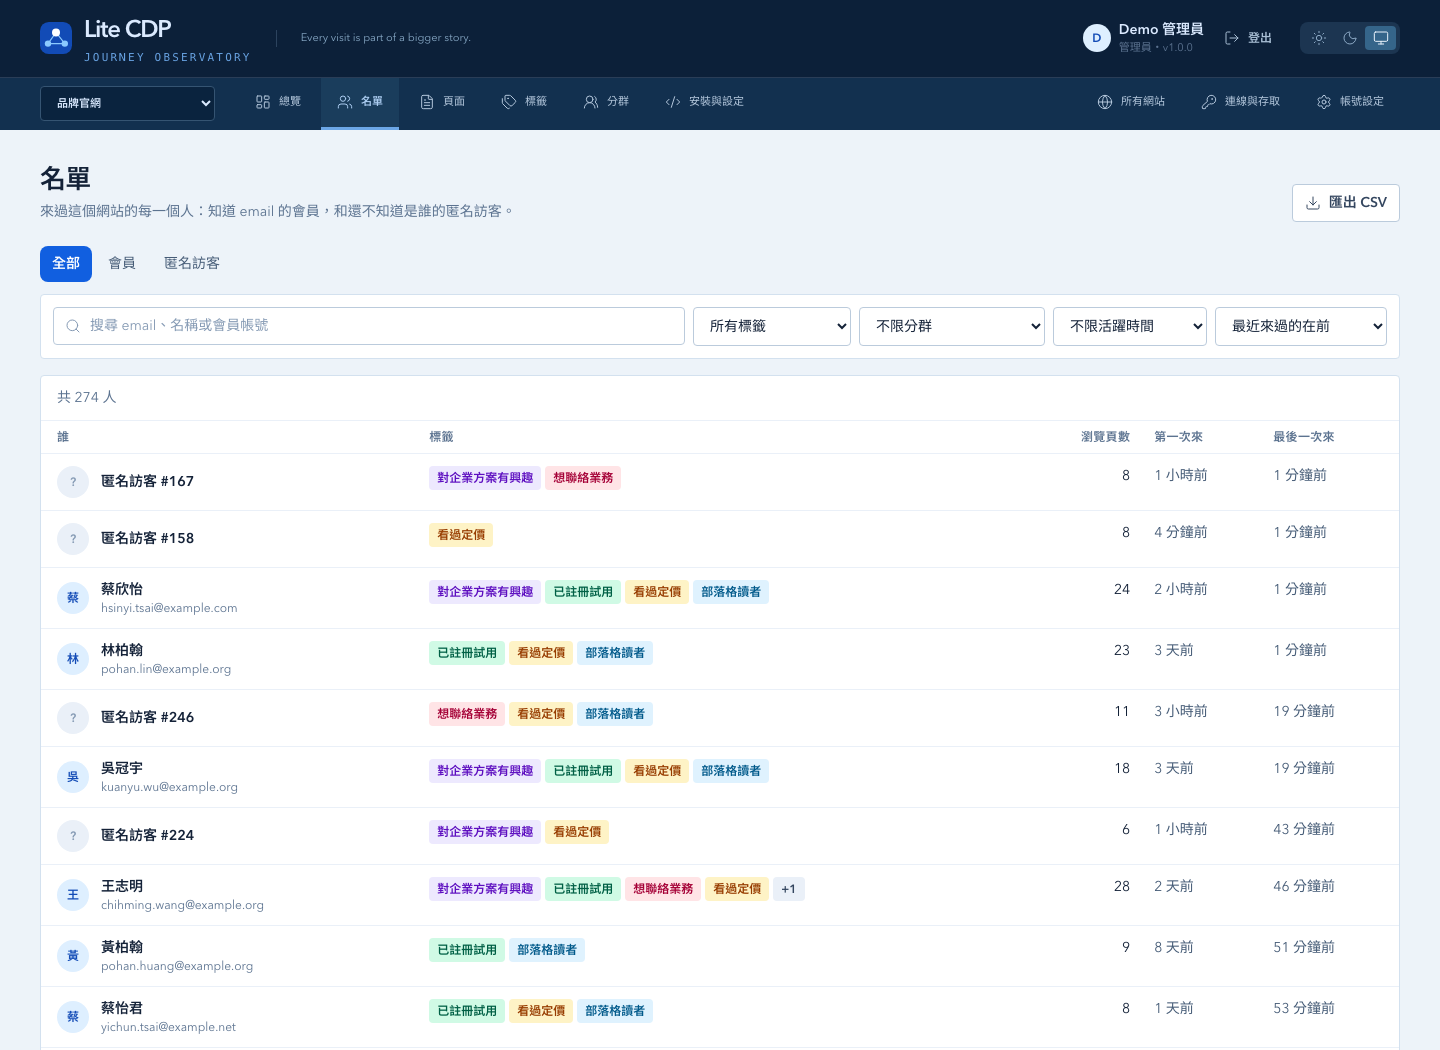 Lite CDP
JOURNEY OBSERVATORY
Every visit is part of a bigger story.
D
Demo 管理員
管理員・v1.0.0
登出
品牌官網
總覽
名單
頁面
標籤
分群
安裝與設定
所有網站
連線與存取
帳號設定
名單
來過這個網站的每一個人：知道 email 的會員，和還不知道是誰的匿名訪客。
匯出 CSV
全部 會員 匿名訪客
搜尋 email、名稱或會員帳號
所有標籤
不限分群
不限活躍時間
最近來過的在前
共 274 人
誰 標籤 瀏覽頁數 第一次來 最後一次來
? 匿名訪客 #167 對企業方案有興趣 想聯絡業務 8 1 小時前 1 分鐘前
? 匿名訪客 #158 看過定價 8 4 分鐘前 1 分鐘前
蔡 蔡欣怡 對企業方案有興趣 已註冊試用 看過定價 部落格讀者 24 2 小時前 1 分鐘前
hsinyi.tsai@example.com
林 林柏翰 已註冊試用 看過定價 部落格讀者 23 3 天前 1 分鐘前
pohan.lin@example.org
? 匿名訪客 #246 想聯絡業務 看過定價 部落格讀者 11 3 小時前 19 分鐘前
吳 吳冠宇 對企業方案有興趣 已註冊試用 看過定價 部落格讀者 18 3 天前 19 分鐘前
kuanyu.wu@example.org
? 匿名訪客 #224 對企業方案有興趣 看過定價 6 1 小時前 43 分鐘前
王 王志明 對企業方案有興趣 已註冊試用 想聯絡業務 看過定價 +1 28 2 天前 46 分鐘前
chihming.wang@example.org
黃 黃柏翰 已註冊試用 部落格讀者 9 8 天前 51 分鐘前
pohan.huang@example.org
蔡 蔡怡君 已註冊試用 看過定價 部落格讀者 8 1 天前 53 分鐘前
yichun.tsai@example.net